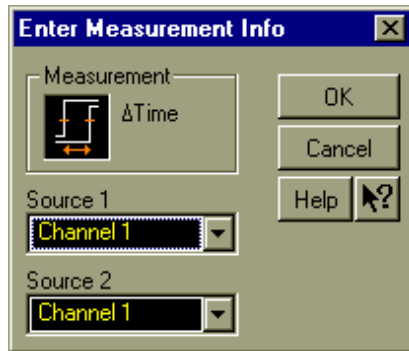 Enter Measurement Info
Measurement
ΔTime
OK
Cancel
Help
?
Source 1
Channel 1
Source 2
Channel 1